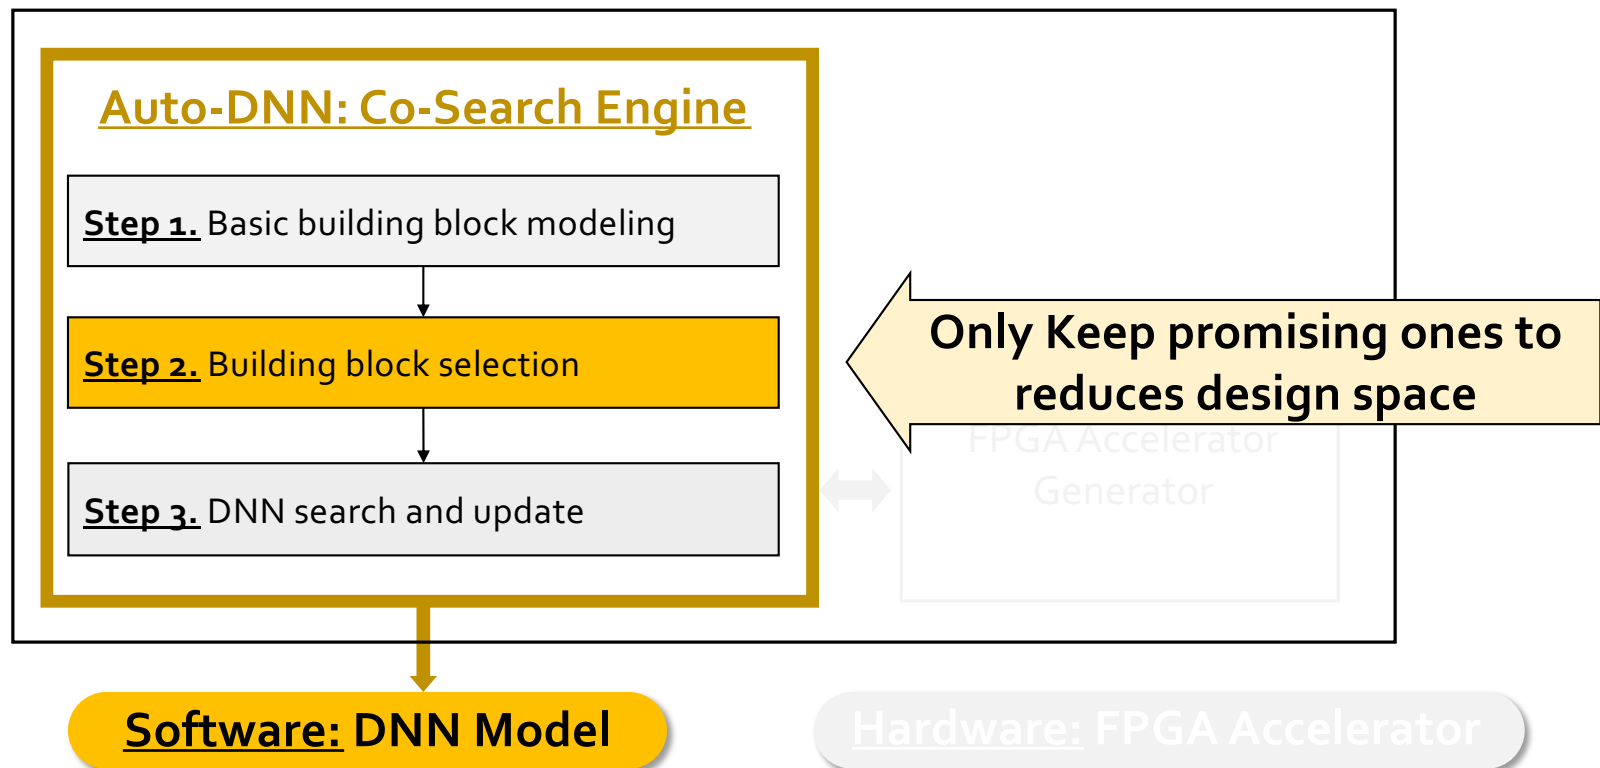 Auto-DNN: Co-Search Engine
Step 1. Basic building block modeling
Step 2. Building block selection
Step 3. DNN search and update
Only Keep promising ones to
reduces design space
FPGA Accelerator
Generator
Software: DNN Model
Hardware: FPGA Accelerator